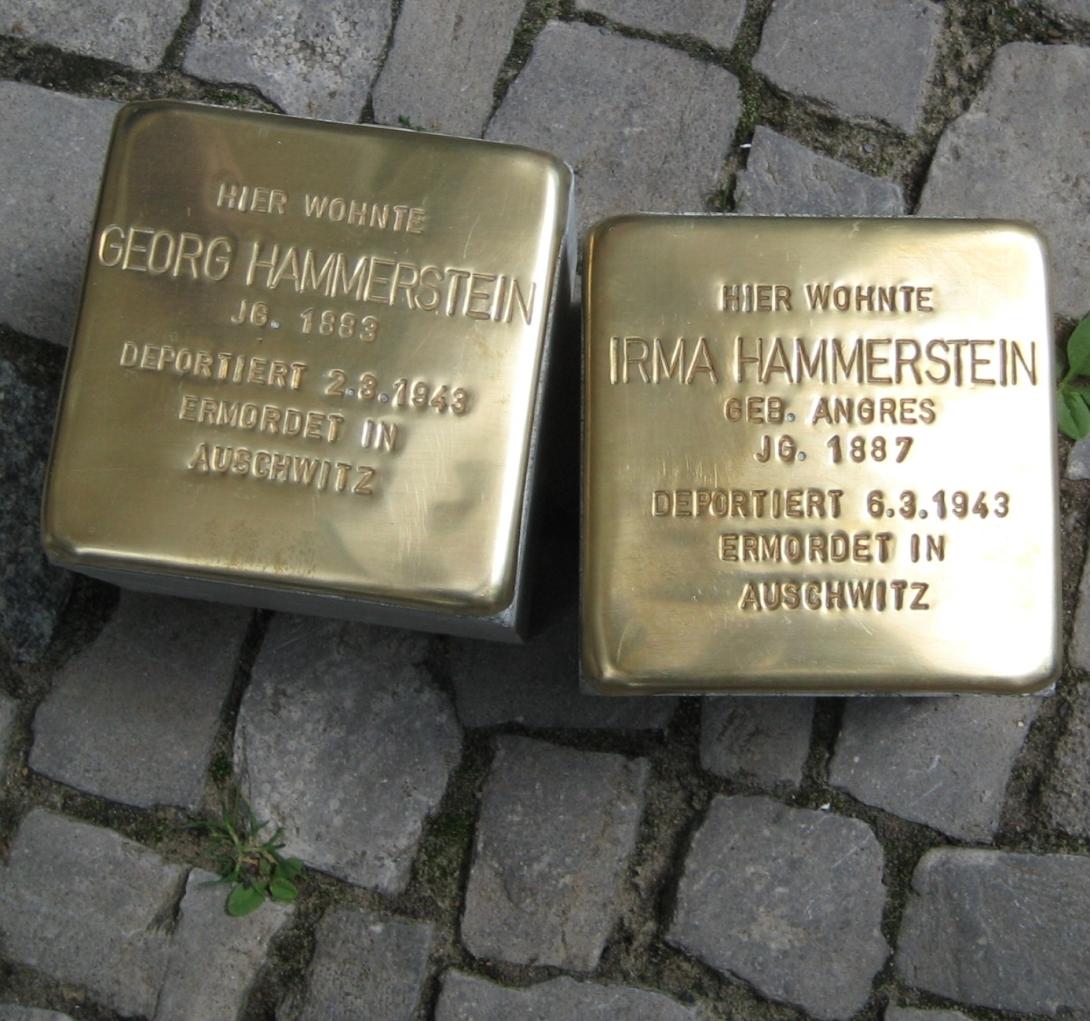 HIER WOHNTE
GEORG HAMMERSTEIN
JG. 1883
DEPORTIERT 2.3.1943
ERMORDET IN
AUSCHWITZ
HIER WOHNTE
IRMA HAMMERSTEIN
GEB. ANGRES
JG. 1887
DEPORTIERT 6.3.1943
ERMORDET IN
AUSCHWITZ